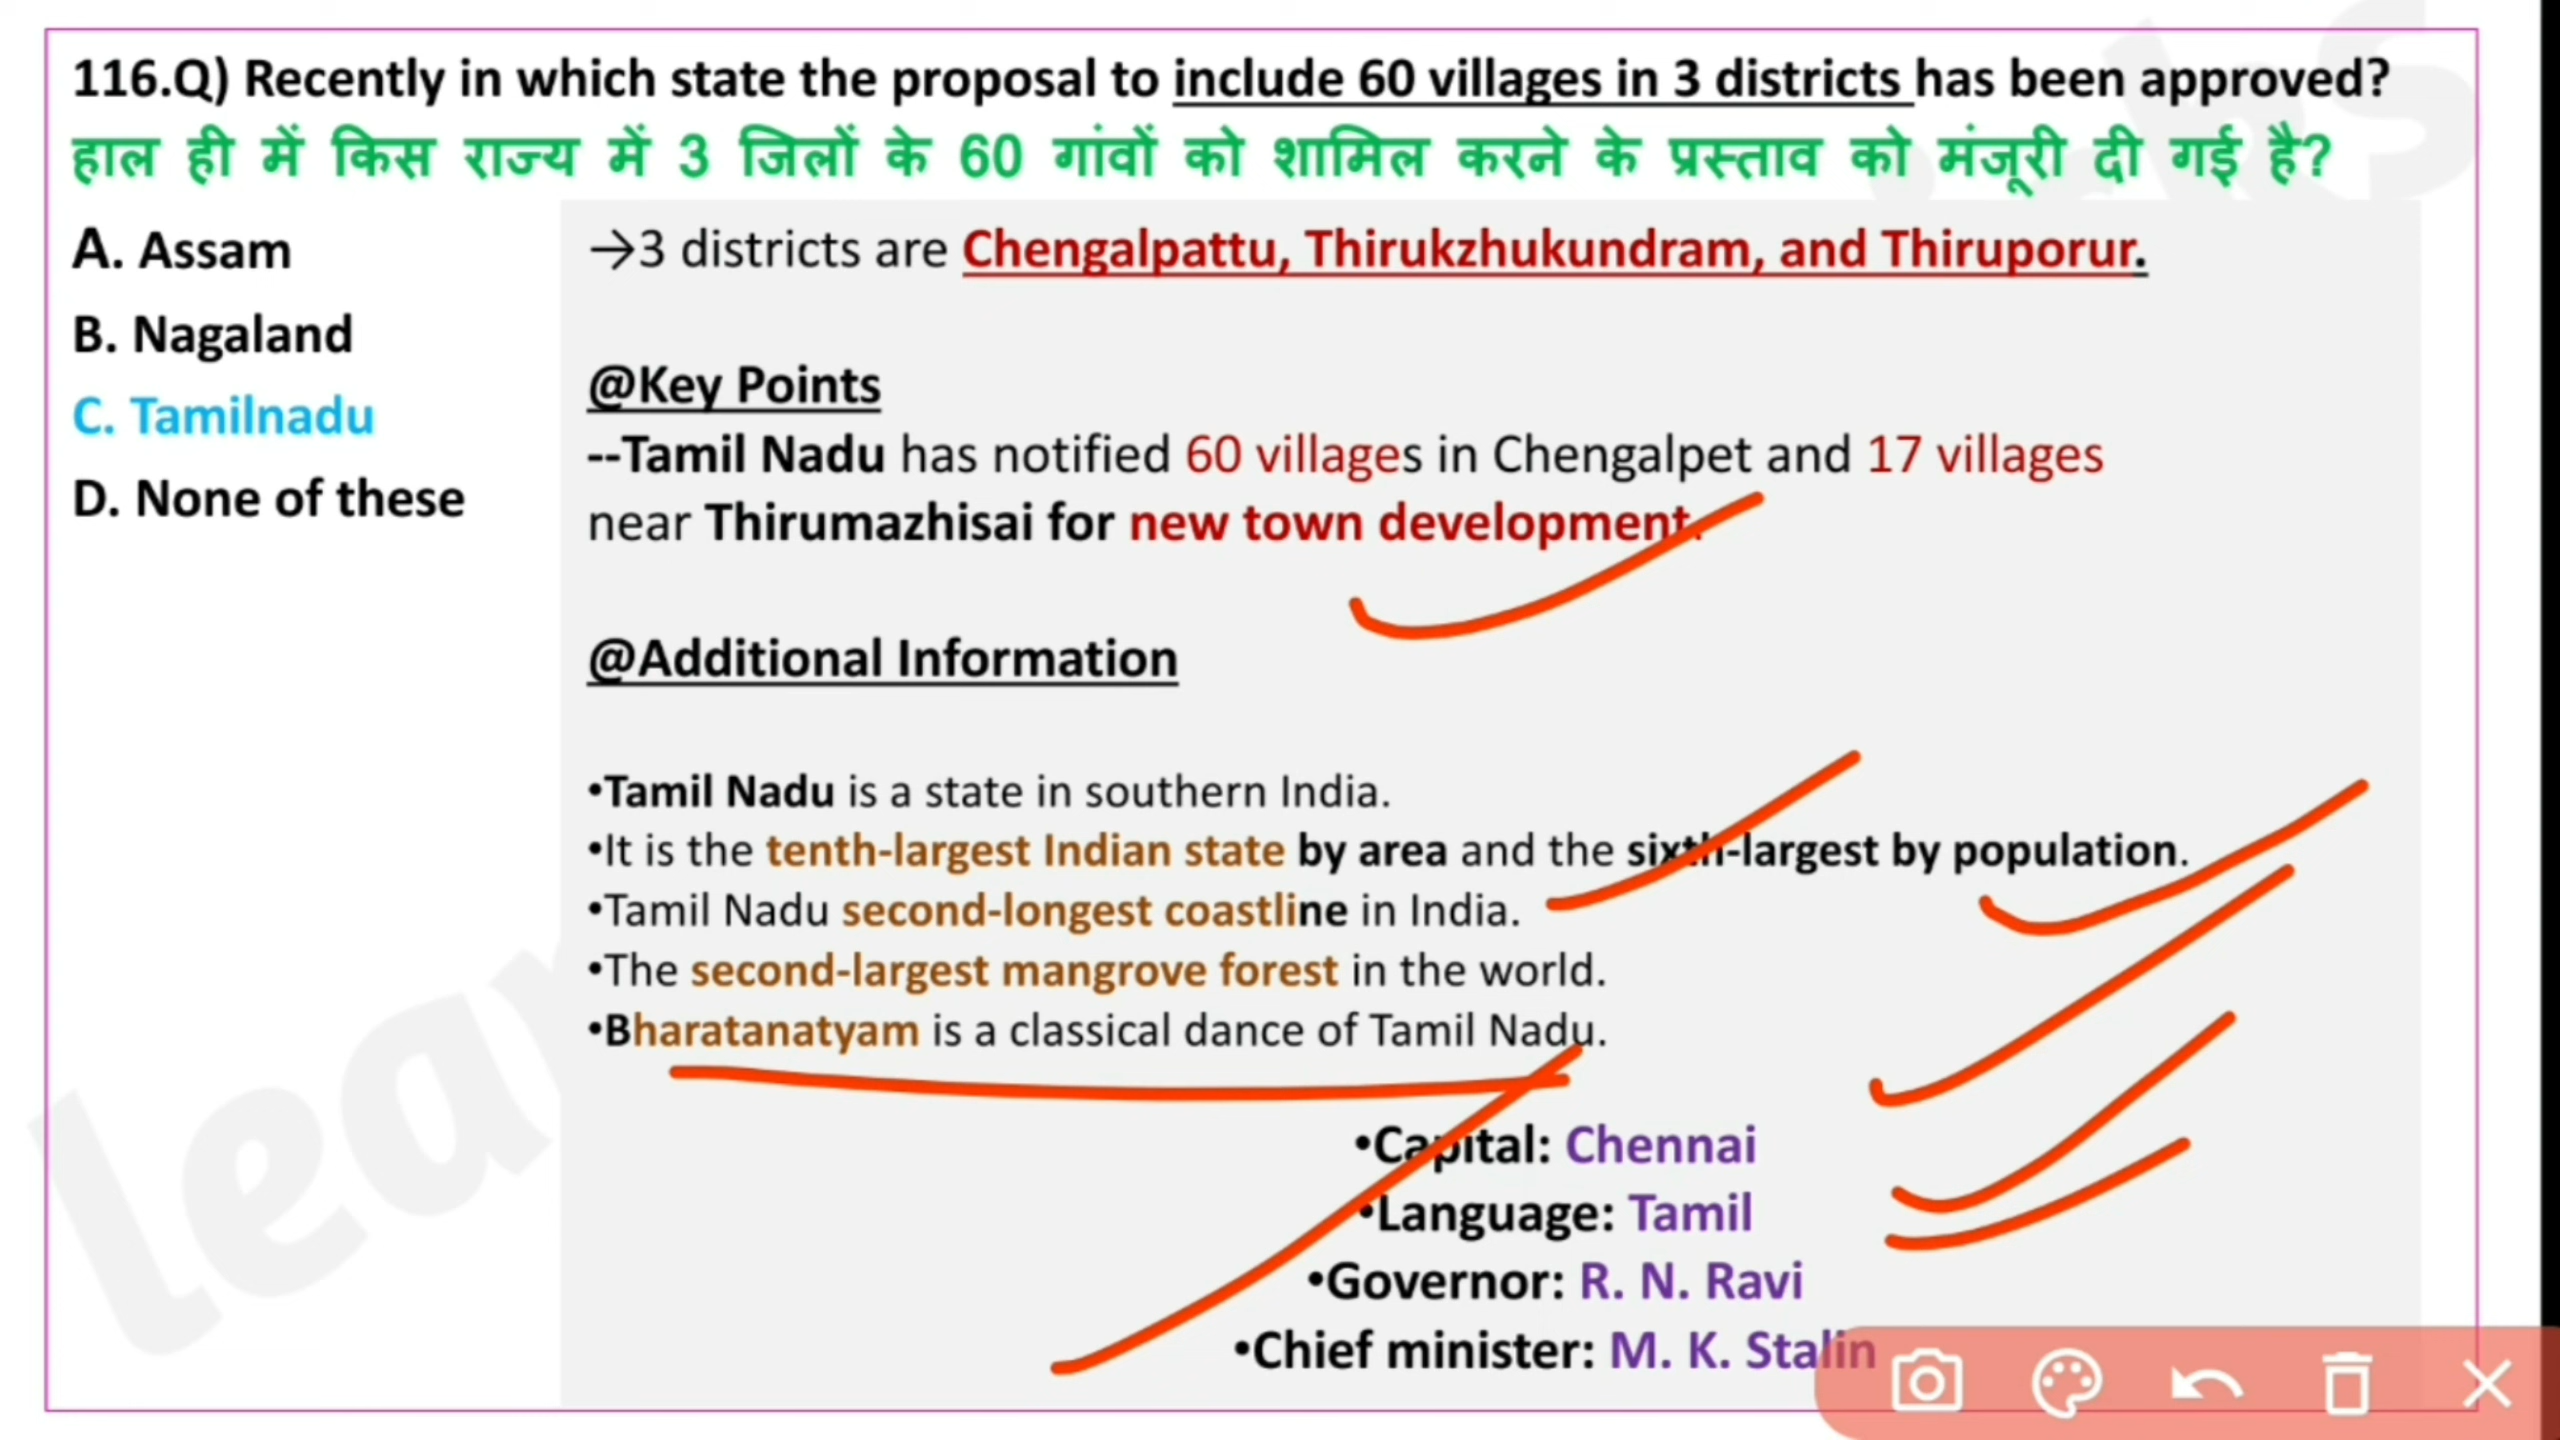 116.Q) Recently in which state the proposal to include 60 villages in 3 districts has been approved?
हाल ही में किस राज्य में 3 जिलों के 60 गांवों को शामिल करने के प्रस्ताव को मंजूरी दी गई है?
A. Assam
B. Nagaland
C. Tamilnadu
D. None of these
→3 districts are Chengalpattu, Thirukzhukundram, and Thiruporur.
@Key Points
--Tamil Nadu has notified 60 villages in Chengalpet and 17 villages
near Thirumazhisai for new town development.
@Additional Information
•Tamil Nadu is a state in southern India.
•It is the tenth-largest Indian state by area and the sixth-largest by population.
•Tamil Nadu second-longest coastline in India.
•The second-largest mangrove forest in the world.
•Bharatanatyam is a classical dance of Tamil Nadu.
•Capital: Chennai
•Language: Tamil
•Governor: R. N. Ravi
•Chief minister: M. K. Stalin